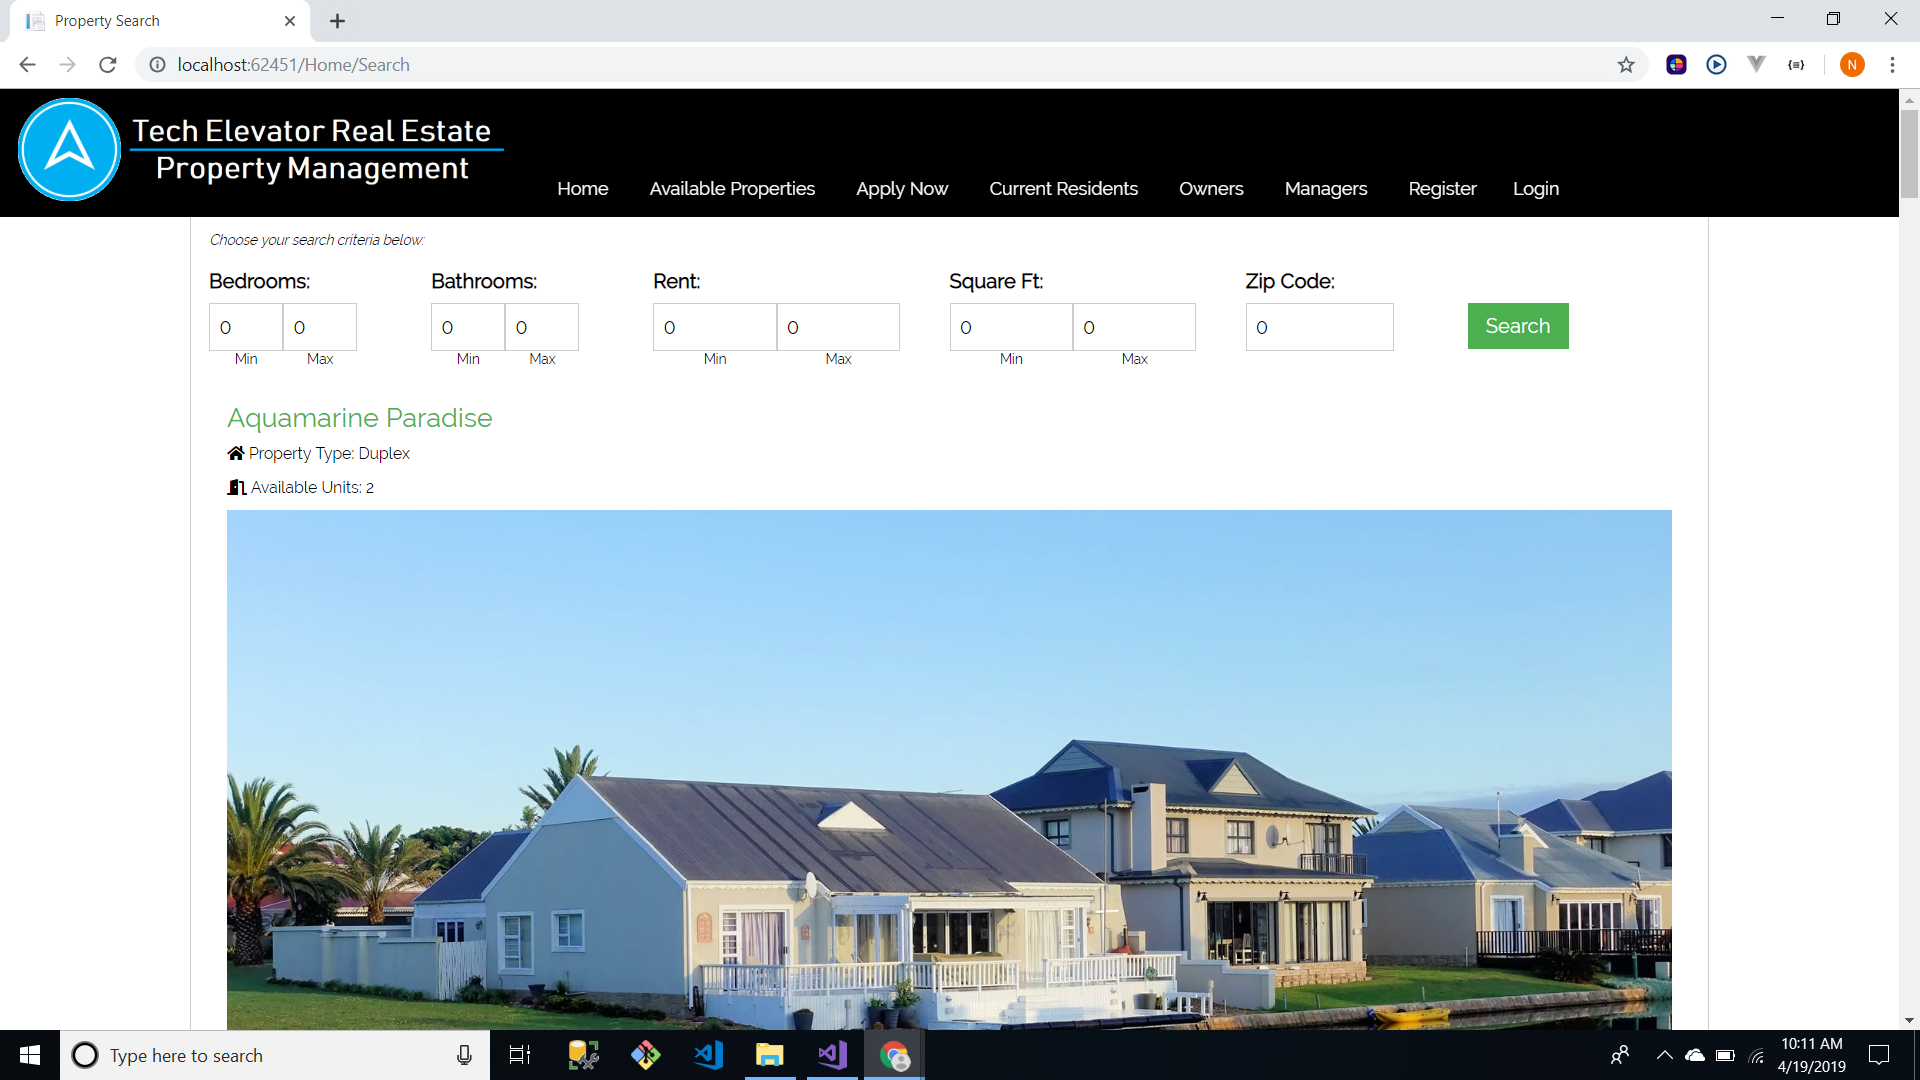 Property Search
localhost:62451/Home/Search
N
Tech Elevator Real Estate
Property Management
Home Available Properties Apply Now Current Residents Owners Managers Register Login
Choose your search criteria below:
Bedrooms: Bathrooms: Rent: Square Ft: Zip Code:
0 0 0 0 0 0 0 0 0 Search
Min Max Min Max Min Max Min Max
Aquamarine Paradise
Property Type: Duplex
Available Units: 2
Type here to search
10:11 AM
4/19/2019